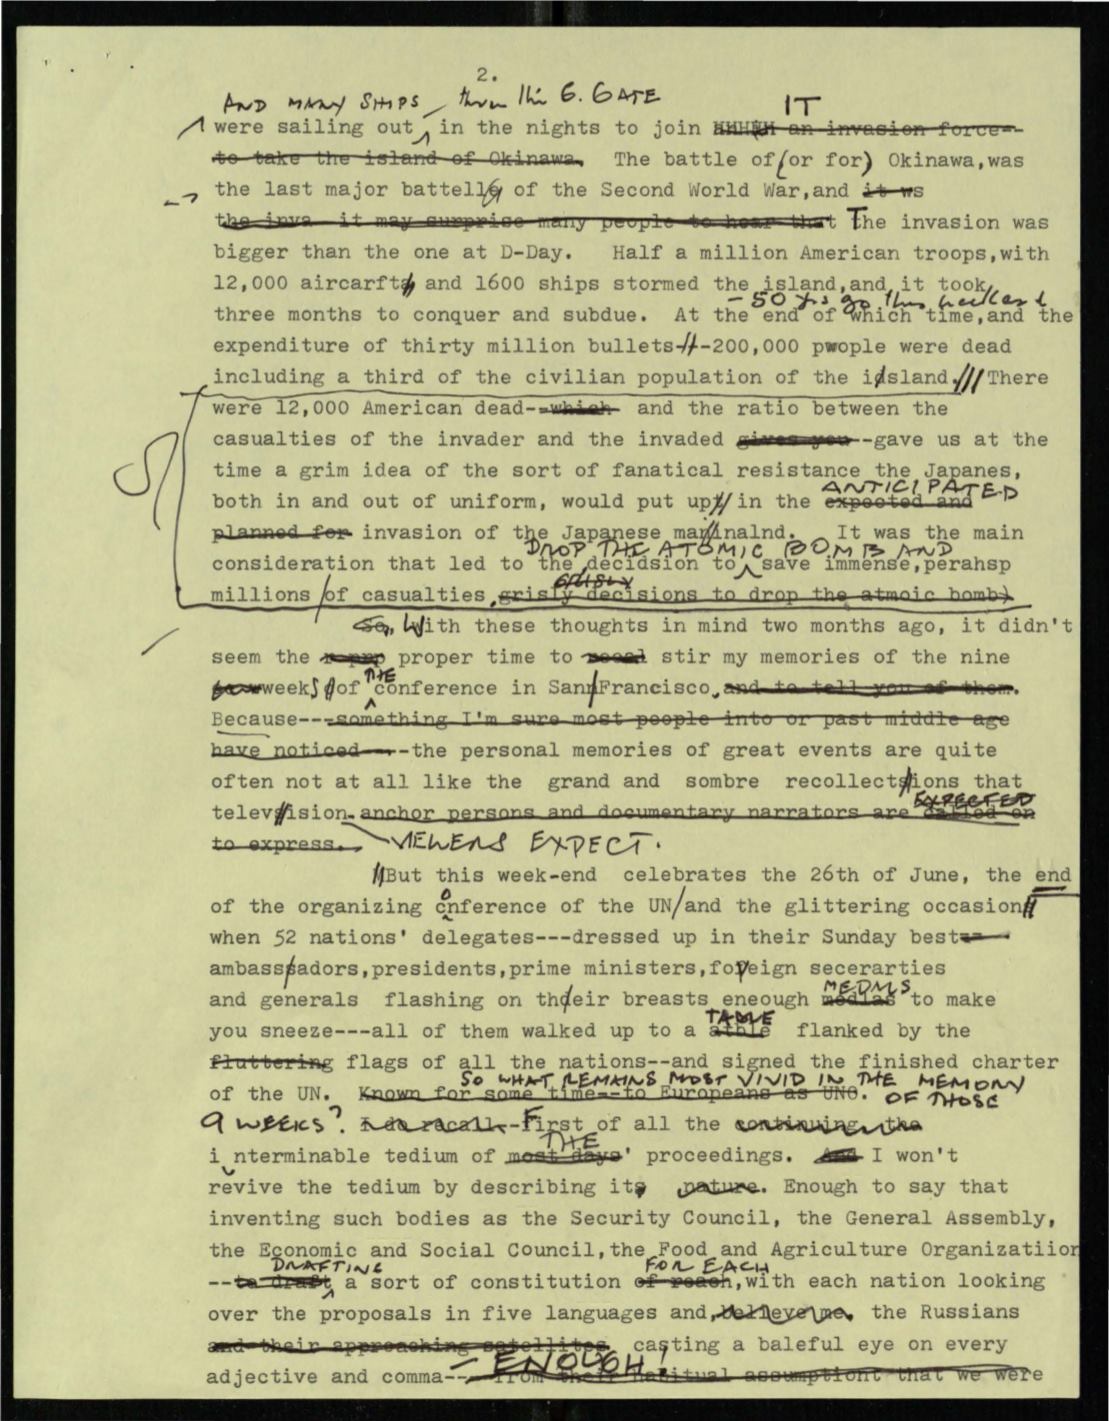 2.
AND MANY SHIPS — thru the G. GATE IT
were sailing out in the nights to join an invasion force--
to take the island of Okinawa. The battle of (or for) Okinawa,was
the last major battell of the Second World War,and it ws
the inva it may surprise many people to hear that The invasion was
bigger than the one at D-Day. Half a million American troops,with
12,000 aircarft and 1600 ships stormed the island,and it took
- 50 yrs go this weekend
three months to conquer and subdue. At the end of which time,and the
expenditure of thirty million bullets---200,000 pwople were dead
including a third of the civilian population of the island./// There
were 12,000 American dead--which and the ratio between the
casualties of the invader and the invaded gives you--gave us at the
time a grim idea of the sort of fanatical resistance the Japanes,
ANTICIPATED
both in and out of uniform, would put up in the expected and
planned for invasion of the Japanese marinalnd. It was the main
DROP THE ATOMIC BOMB AND
consideration that led to the decidsion to save immense,perahsp
GRISLY
millions of casualties,grisly decisions to drop the atmoic bomb)
So, With these thoughts in mind two months ago, it didn't
seem the proper time to stir my memories of the nine
THE
weeks of conference in San Francisco,and to tell you of them.
Because---something I'm sure most people into or past middle age
have noticed---the personal memories of great events are quite
often not at all like the grand and sombre recollections that
EXPECTED
television anchor persons and documentary narrators are called on
to express. VIEWERS EXPECT.
But this week-end celebrates the 26th of June, the end
o
of the organizing cnference of the UN/and the glittering occasion
when 52 nations' delegates---dressed up in their Sunday best--
ambassadors,presidents,prime ministers,foreign secerarties
MEDALS
and generals flashing on their breasts eneough medlas to make
TABLE
you sneeze---all of them walked up to a atble flanked by the
fluttering flags of all the nations--and signed the finished charter
SO WHAT REMAINS MOST VIVID IN THE MEMORY
of the UN. Known for some time--to Europeans as UNO. OF THOSE
9 WEEKS? I do recall--First of all the continuing, the
THE
i nterminable tedium of most days' proceedings. And I won't
revive the tedium by describing its nature. Enough to say that
inventing such bodies as the Security Council, the General Assembly,
the Economic and Social Council,the Food and Agriculture Organizatiion
DRAFTING FOR EACH
--to draft a sort of constitution of reach,with each nation looking
over the proposals in five languages and,believe me, the Russians
and their approaching satellites casting a baleful eye on every
— ENOUGH!
adjective and comma--from their habitual assumptiont that we were